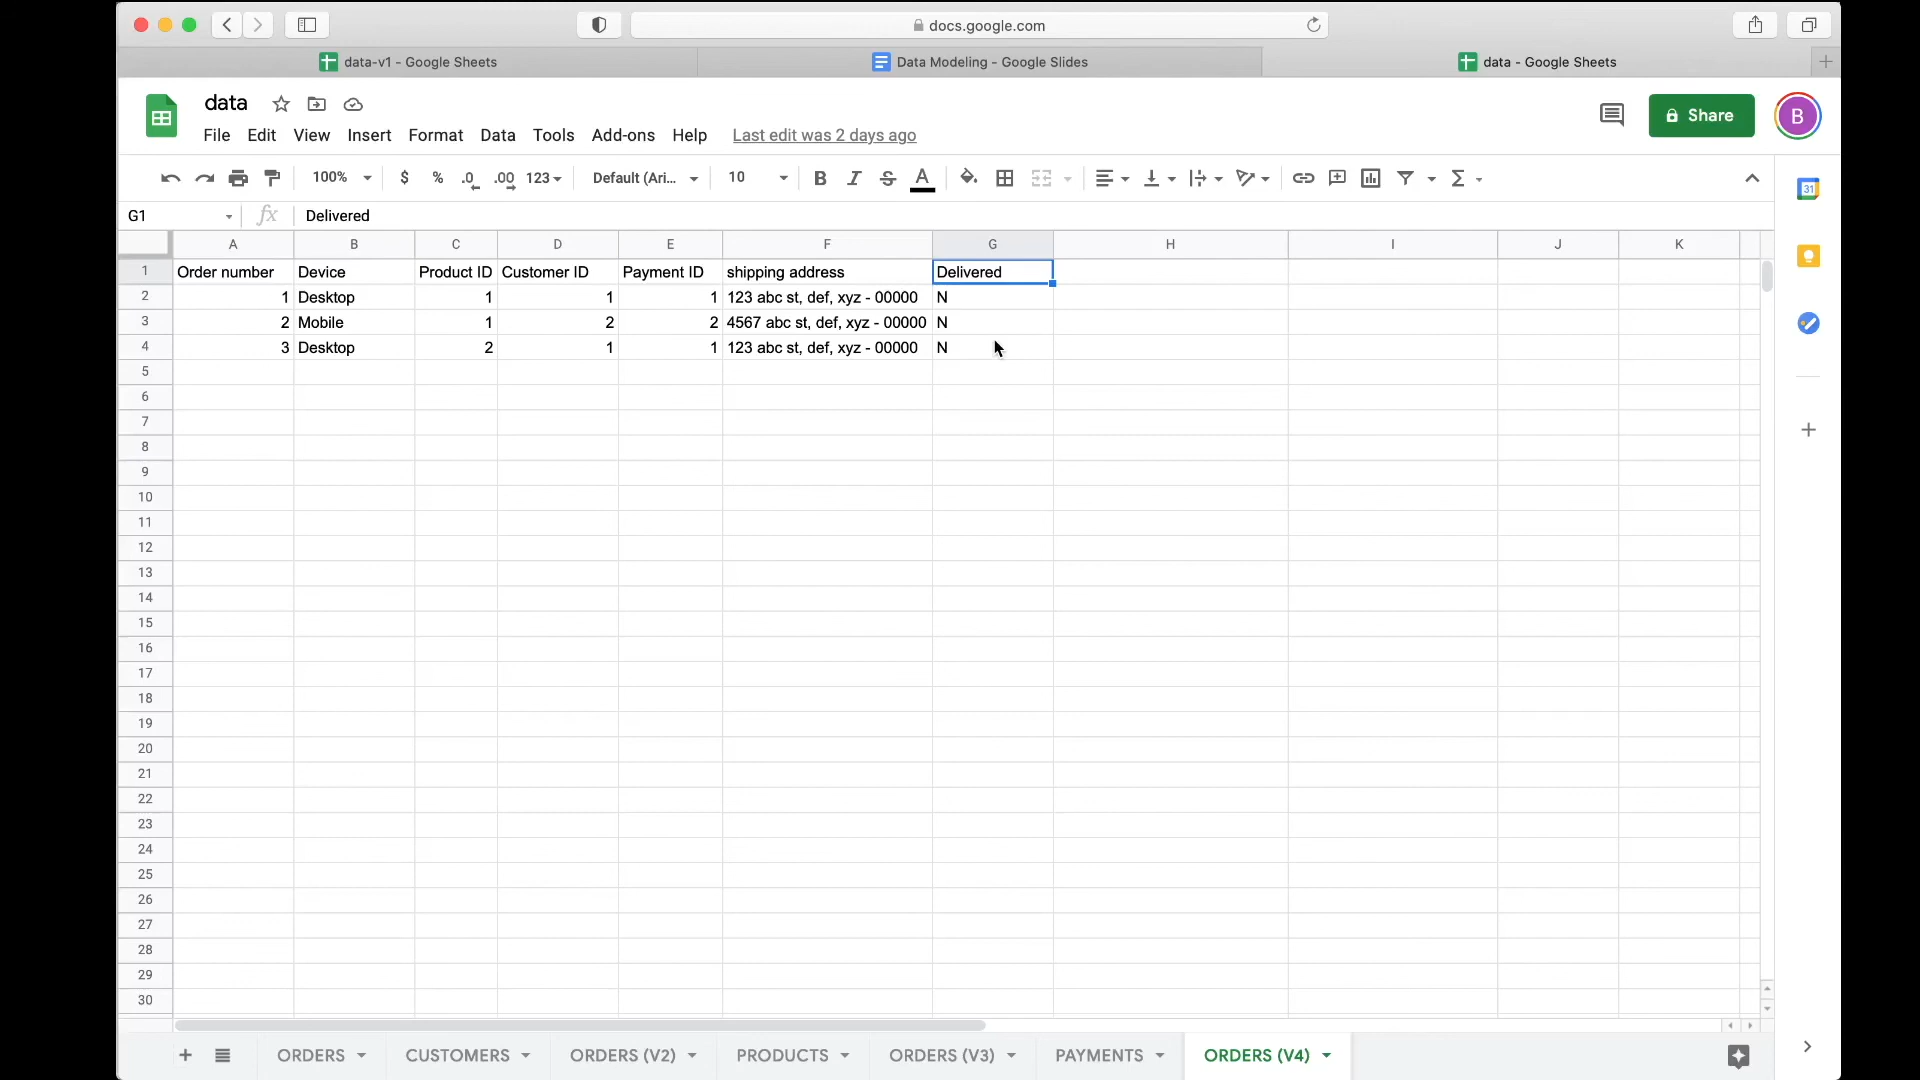 docs.google.com
data-v1 - Google Sheets
Data Modeling - Google Slides
data - Google Sheets
data
File Edit View Insert Format Data Tools Add-ons Help Last edit was 2 days ago
Share
B
100% $ % .0 .00 123 Default (Ari... 10 B I S A Σ
31
G1 fx Delivered
A B C D E F G H I J K
1 Order number Device Product ID Customer ID Payment ID shipping address Delivered
2 1 Desktop 1 1 1 123 abc st, def, xyz - 00000 N
3 2 Mobile 1 2 2 4567 abc st, def, xyz - 00000 N
4 3 Desktop 2 1 1 123 abc st, def, xyz - 00000 N
5
6
7
8
9
10
11
12
13
14
15
16
17
18
19
20
21
22
23
24
25
26
27
28
29
30
ORDERS CUSTOMERS ORDERS (V2) PRODUCTS ORDERS (V3) PAYMENTS ORDERS (V4)